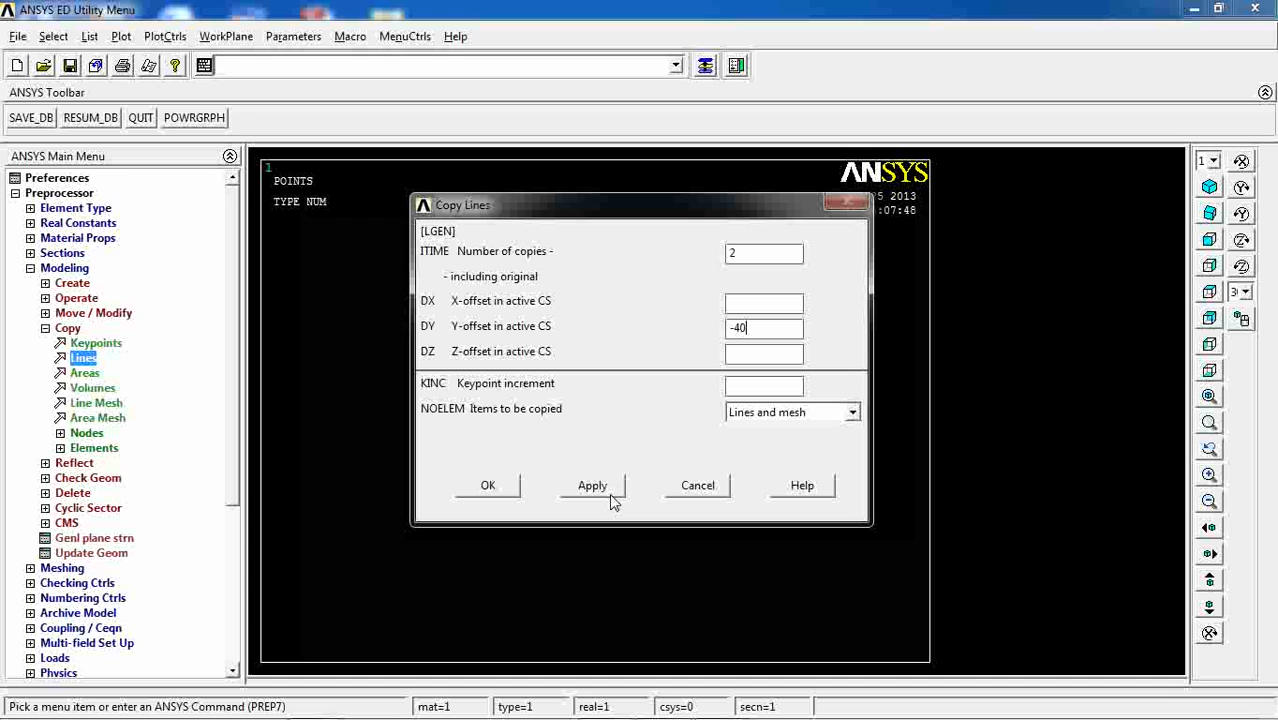 ANSYS ED Utility Menu
File Select List Plot PlotCtrls WorkPlane Parameters Macro MenuCtrls Help
ANSYS Toolbar
SAVE_DB RESUM_DB QUIT POWRGRPH
ANSYS Main Menu
Preferences
Preprocessor
Element Type
Real Constants
Material Props
Sections
Modeling
Create
Operate
Move / Modify
Copy
Keypoints
Lines
Areas
Volumes
Line Mesh
Area Mesh
Nodes
Elements
Reflect
Check Geom
Delete
Cyclic Sector
CMS
Genl plane strn
Update Geom
Meshing
Checking Ctrls
Numbering Ctrls
Archive Model
Coupling / Ceqn
Multi-field Set Up
Loads
Physics
1
POINTS
TYPE NUM
ANSYS
5 2013
:07:48
Copy Lines
[LGEN]
ITIME Number of copies - 2
- including original
DX X-offset in active CS
DY Y-offset in active CS -40
DZ Z-offset in active CS
KINC Keypoint increment
NOELEM Items to be copied Lines and mesh
OK Apply Cancel Help
1
Pick a menu item or enter an ANSYS Command (PREP7) mat=1 type=1 real=1 csys=0 secn=1